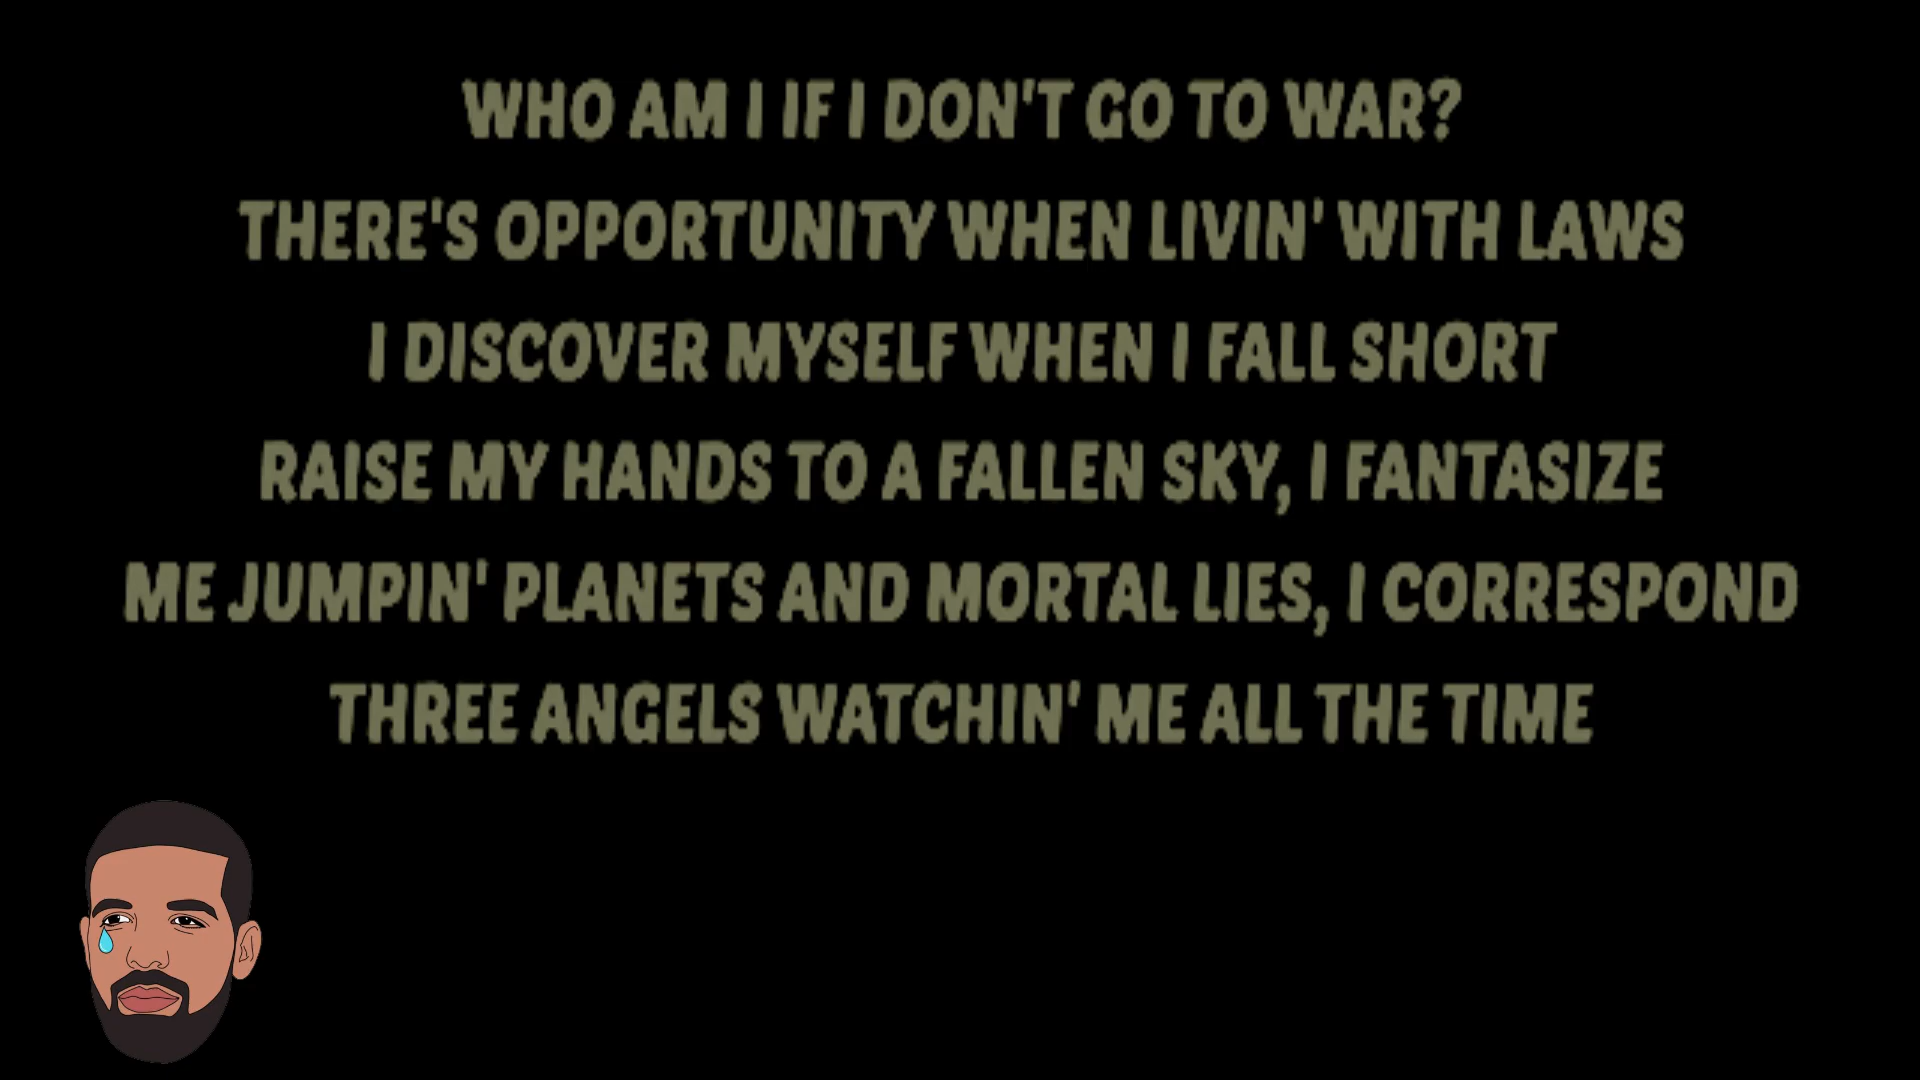 WHO AM I IF I DON'T GO TO WAR?
THERE'S OPPORTUNITY WHEN LIVIN' WITH LAWS
I DISCOVER MYSELF WHEN I FALL SHORT
RAISE MY HANDS TO A FALLEN SKY, I FANTASIZE
ME JUMPIN' PLANETS AND MORTAL LIES, I CORRESPOND
THREE ANGELS WATCHIN' ME ALL THE TIME